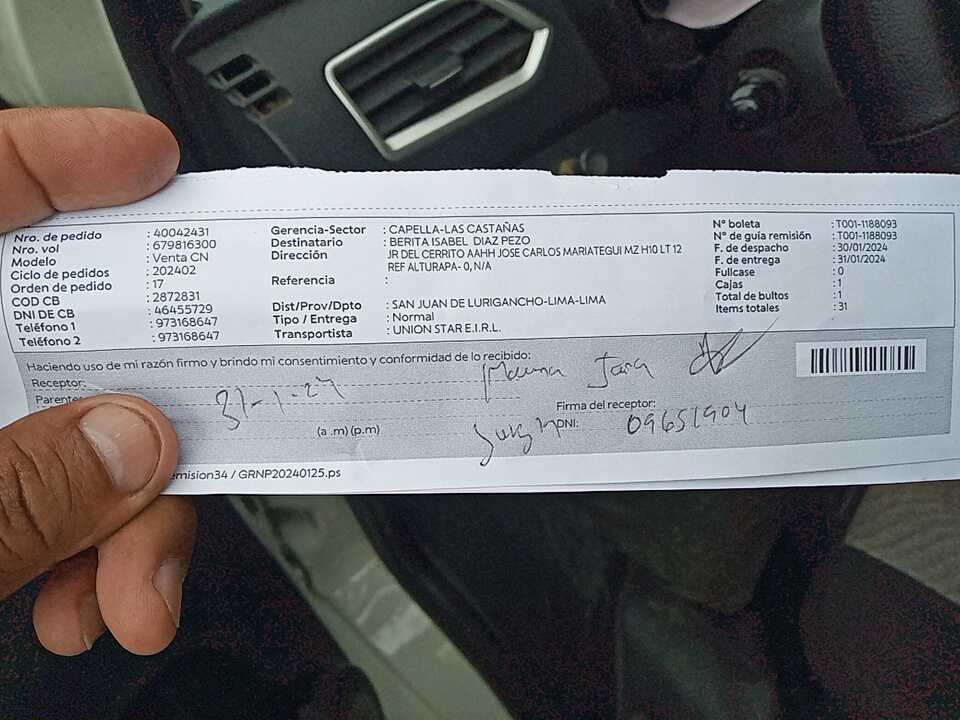 Nro. de pedido : 40042431
Nro. vol : 679816300
Modelo : Venta CN
Ciclo de pedidos : 202402
Orden de pedido : 17
COD CB : 2872831
DNI DE CB : 46455729
Teléfono 1 : 973168647
Teléfono 2 : 973168647
Gerencia-Sector : CAPELLA-LAS CASTAÑAS
Destinatario : BERITA ISABEL DIAZ PEZO
Dirección : JR DEL CERRITO AAHH JOSE CARLOS MARIATEGUI MZ H10 LT 12
REF ALTURAPA- 0, N/A
Referencia :
Dist/Prov/Dpto : SAN JUAN DE LURIGANCHO-LIMA-LIMA
Tipo / Entrega : Normal
Transportista : UNION STAR E.I.R.L.
N° boleta : T001-1188093
N° de guía remisión : T001-1188093
F. de despacho : 30/01/2024
F. de entrega : 31/01/2024
Fullcase : 0
Cajas : 1
Total de bultos : 1
Items totales : 31
Haciendo uso de mi razón firmo y brindo mi consentimiento y conformidad de lo recibido:
Receptor: Jara
Parente
31-1-24
(a .m) (p.m)
Firma del receptor:
DNI: 09651904
emision34 / GRNP20240125.ps